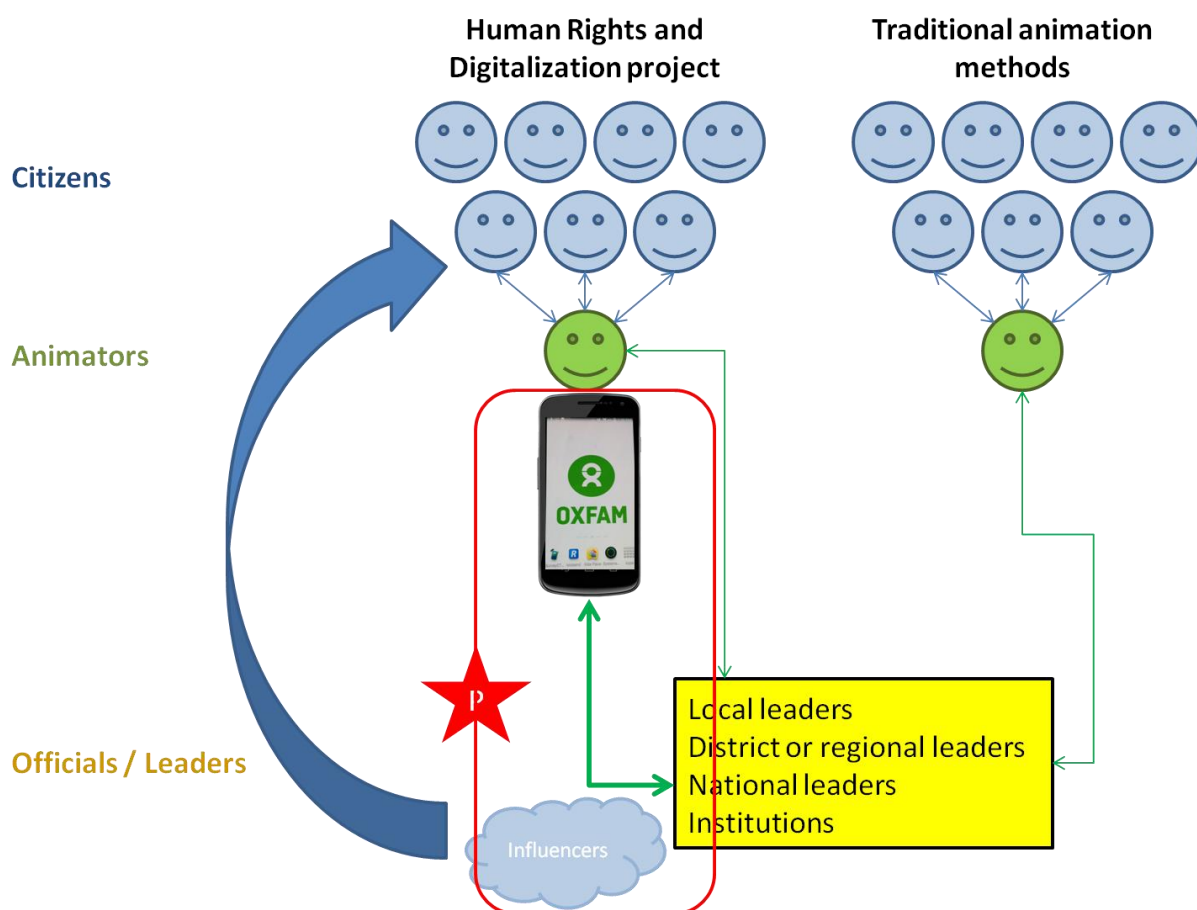 Human Rights and
Digitalization project
Traditional animation
methods
Citizens
Animators
OXFAM
P
Local leaders
District or regional leaders
National leaders
Institutions
Officials / Leaders
Influencers